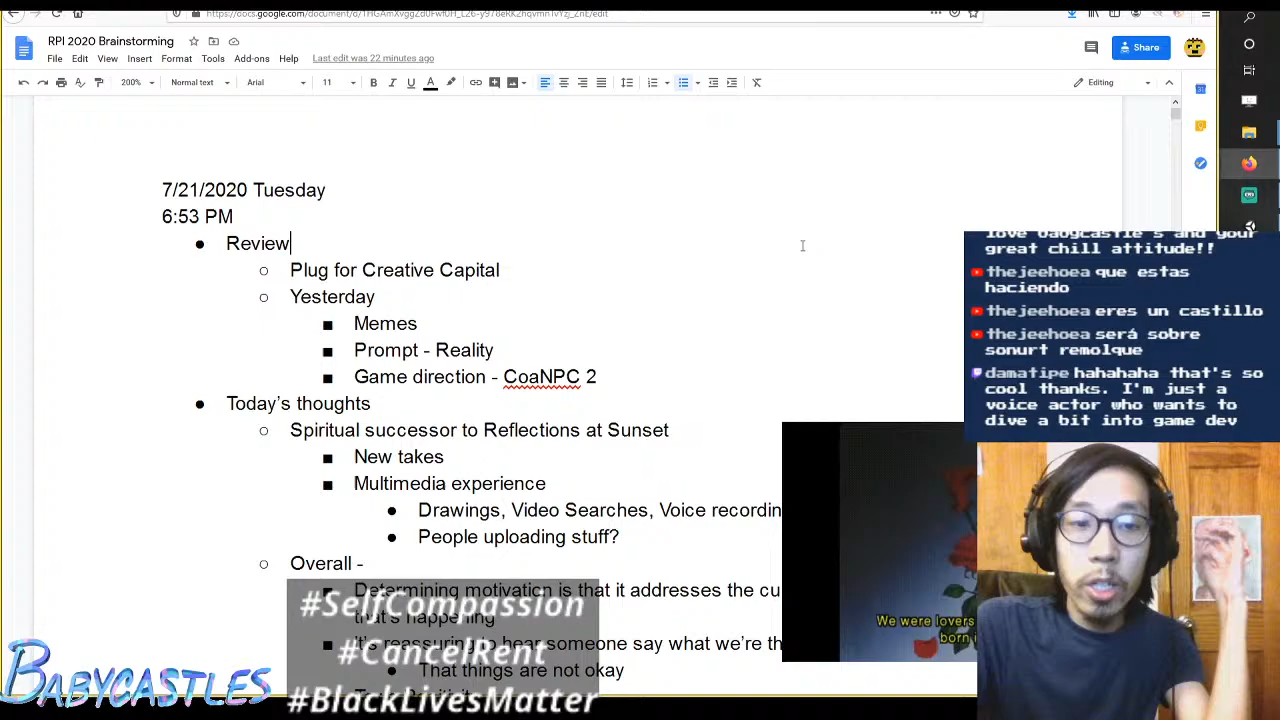 RPI 2020 Brainstorming
File Edit View Insert Format Tools Add-ons Help Last edit was 22 minutes ago
Share
200% Normal text Arial 11 B I U A Editing
7/21/2020 Tuesday
6:53 PM
● Review
○ Plug for Creative Capital
○ Yesterday
■ Memes
■ Prompt - Reality
■ Game direction - CoaNPC 2
● Today's thoughts
○ Spiritual successor to Reflections at Sunset
■ New takes
■ Multimedia experience
● Drawings, Video Searches, Voice recordin
● People uploading stuff?
○ Overall -
■ Determining motivation is that it addresses the cu
that's happening
■ It's reassuring to hear someone say what we're th
● That things are not okay
love babycastle's and your
great chill attitude!!
thejeehoea que estas
haciendo
thejeehoea eres un castillo
thejeehoea será sobre
sonurt remolque
damatipe hahahaha that's so
cool thanks. I'm just a
voice actor who wants to
dive a bit into game dev
We were lovers
born i
#SelfCompassion
#CancelRent
#BlackLivesMatter
BABYCASTLES